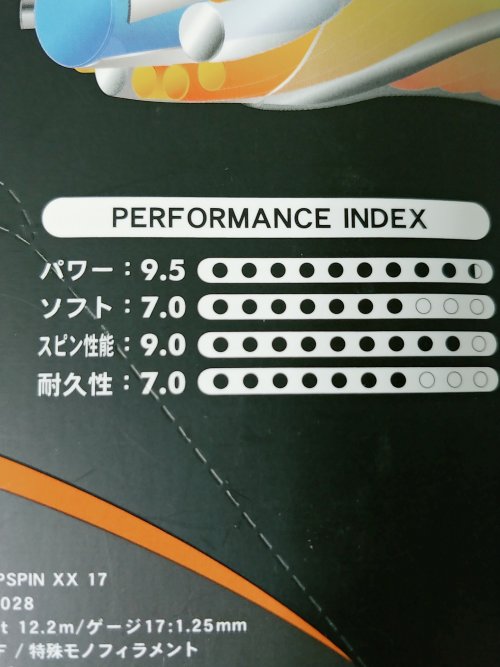 PERFORMANCE INDEX
パワー：9.5
ソフト：7.0
スピン性能：9.0
耐久性：7.0
PSPIN XX 17
028
t 12.2m/ゲージ17:1.25mm
F / 特殊モノフィラメント